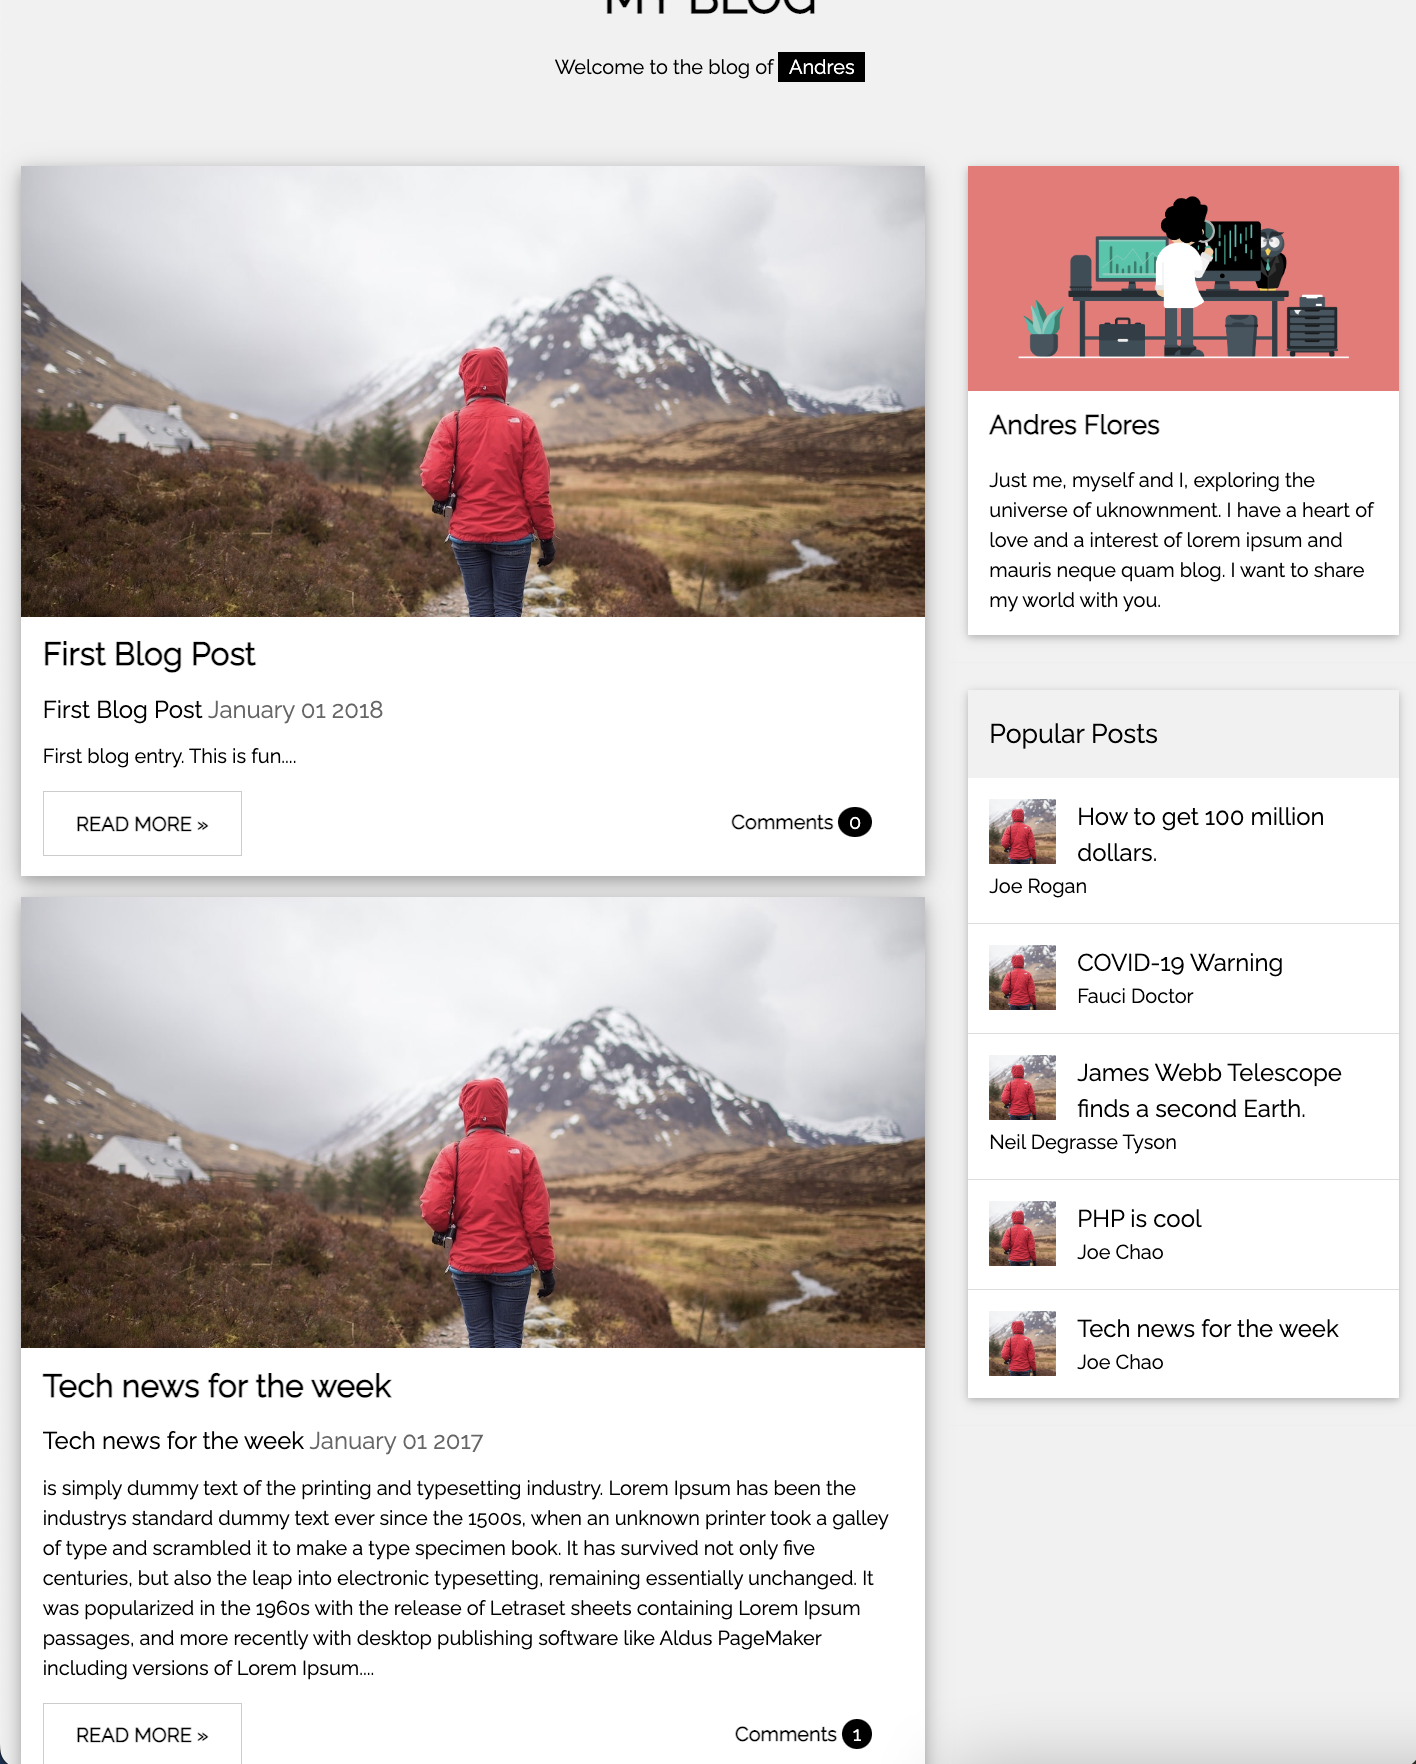 MY BLOG
Welcome to the blog of Andres
First Blog Post
First Blog Post January 01 2018
First blog entry. This is fun....
READ MORE »
Comments 0
Tech news for the week
Tech news for the week January 01 2017
is simply dummy text of the printing and typesetting industry. Lorem Ipsum has been the
industrys standard dummy text ever since the 1500s, when an unknown printer took a galley
of type and scrambled it to make a type specimen book. It has survived not only five
centuries, but also the leap into electronic typesetting, remaining essentially unchanged. It
was popularized in the 1960s with the release of Letraset sheets containing Lorem Ipsum
passages, and more recently with desktop publishing software like Aldus PageMaker
including versions of Lorem Ipsum....
READ MORE »
Comments 1
Andres Flores
Just me, myself and I, exploring the
universe of uknownment. I have a heart of
love and a interest of lorem ipsum and
mauris neque quam blog. I want to share
my world with you.
Popular Posts
How to get 100 million
dollars.
Joe Rogan
COVID-19 Warning
Fauci Doctor
James Webb Telescope
finds a second Earth.
Neil Degrasse Tyson
PHP is cool
Joe Chao
Tech news for the week
Joe Chao